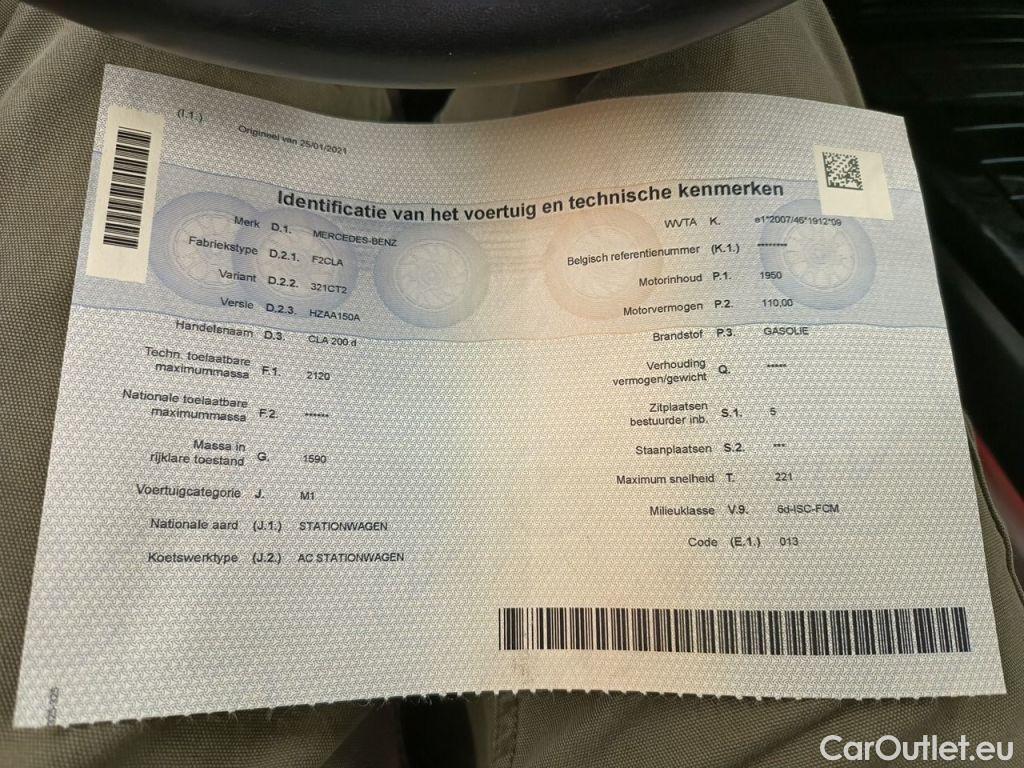 (I.1.)
Origineel van 25/01/2021
Identificatie van het voertuig en technische kenmerken
Merk D.1. MERCEDES-BENZ
Fabriekstype D.2.1. F2CLA
Variant D.2.2. 321CT2
Versie D.2.3. HZAA150A
Handelsnaam D.3. CLA 200 d
Techn. toelaatbare
maximummassa F.1. 2120
Nationale toelaatbare
maximummassa F.2. ******
Massa in
rijklare toestand G. 1590
Voertuigcategorie J. M1
Nationale aard (J.1.) STATIONWAGEN
Koetswerktype (J.2.) AC STATIONWAGEN
WVTA K. e1*2007/46*1912*09
Belgisch referentienummer (K.1.) ********
Motorinhoud P.1. 1950
Motorvermogen P.2. 110,00
Brandstof P.3. GASOLIE
Verhouding
vermogen/gewicht Q. *****
Zitplaatsen
bestuurder inb. S.1. 5
Staanplaatsen S.2. ***
Maximum snelheid T. 221
Milieuklasse V.9. 6d-ISC-FCM
Code (E.1.) 013
CarOutlet.eu